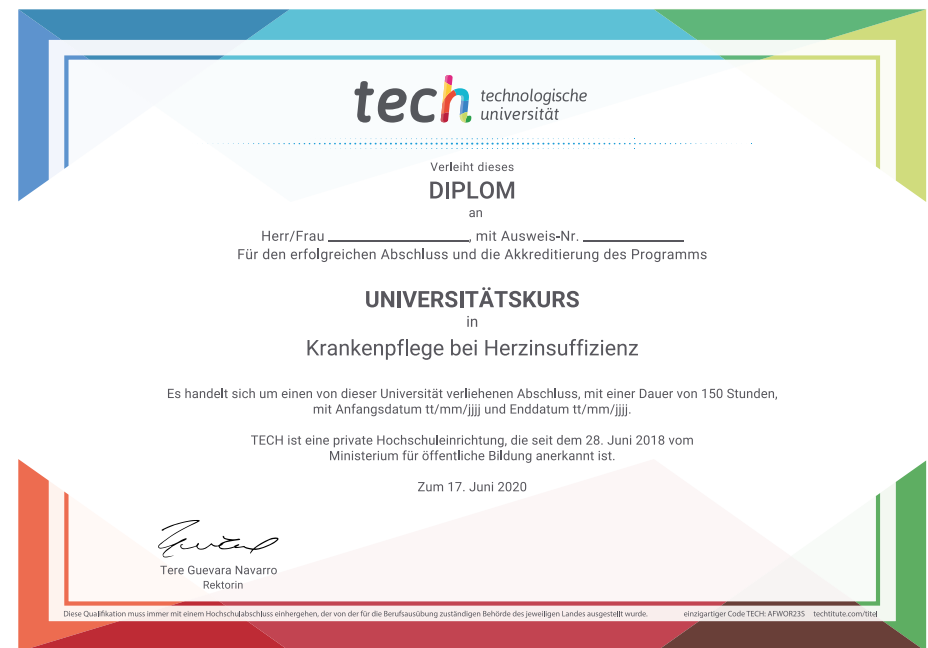 tech technologische
universität
Verleiht dieses
DIPLOM
an
Herr/Frau ____________, mit Ausweis-Nr. ____________
Für den erfolgreichen Abschluss und die Akkreditierung des Programms
UNIVERSITÄTSKURS
in
Krankenpflege bei Herzinsuffizienz
Es handelt sich um einen von dieser Universität verliehenen Abschluss, mit einer Dauer von 150 Stunden,
mit Anfangsdatum tt/mm/jjjj und Enddatum tt/mm/jjjj.
TECH ist eine private Hochschuleinrichtung, die seit dem 28. Juni 2018 vom
Ministerium für öffentliche Bildung anerkannt ist.
Zum 17. Juni 2020
Tere Guevara Navarro
Rektorin
Diese Qualifikation muss immer mit einem Hochschulabschluss einhergehen, der von der für die Berufsausübung zuständigen Behörde des jeweiligen Landes ausgestellt wurde. einzigartiger Code TECH: AFWOR23S techtitute.com/titel